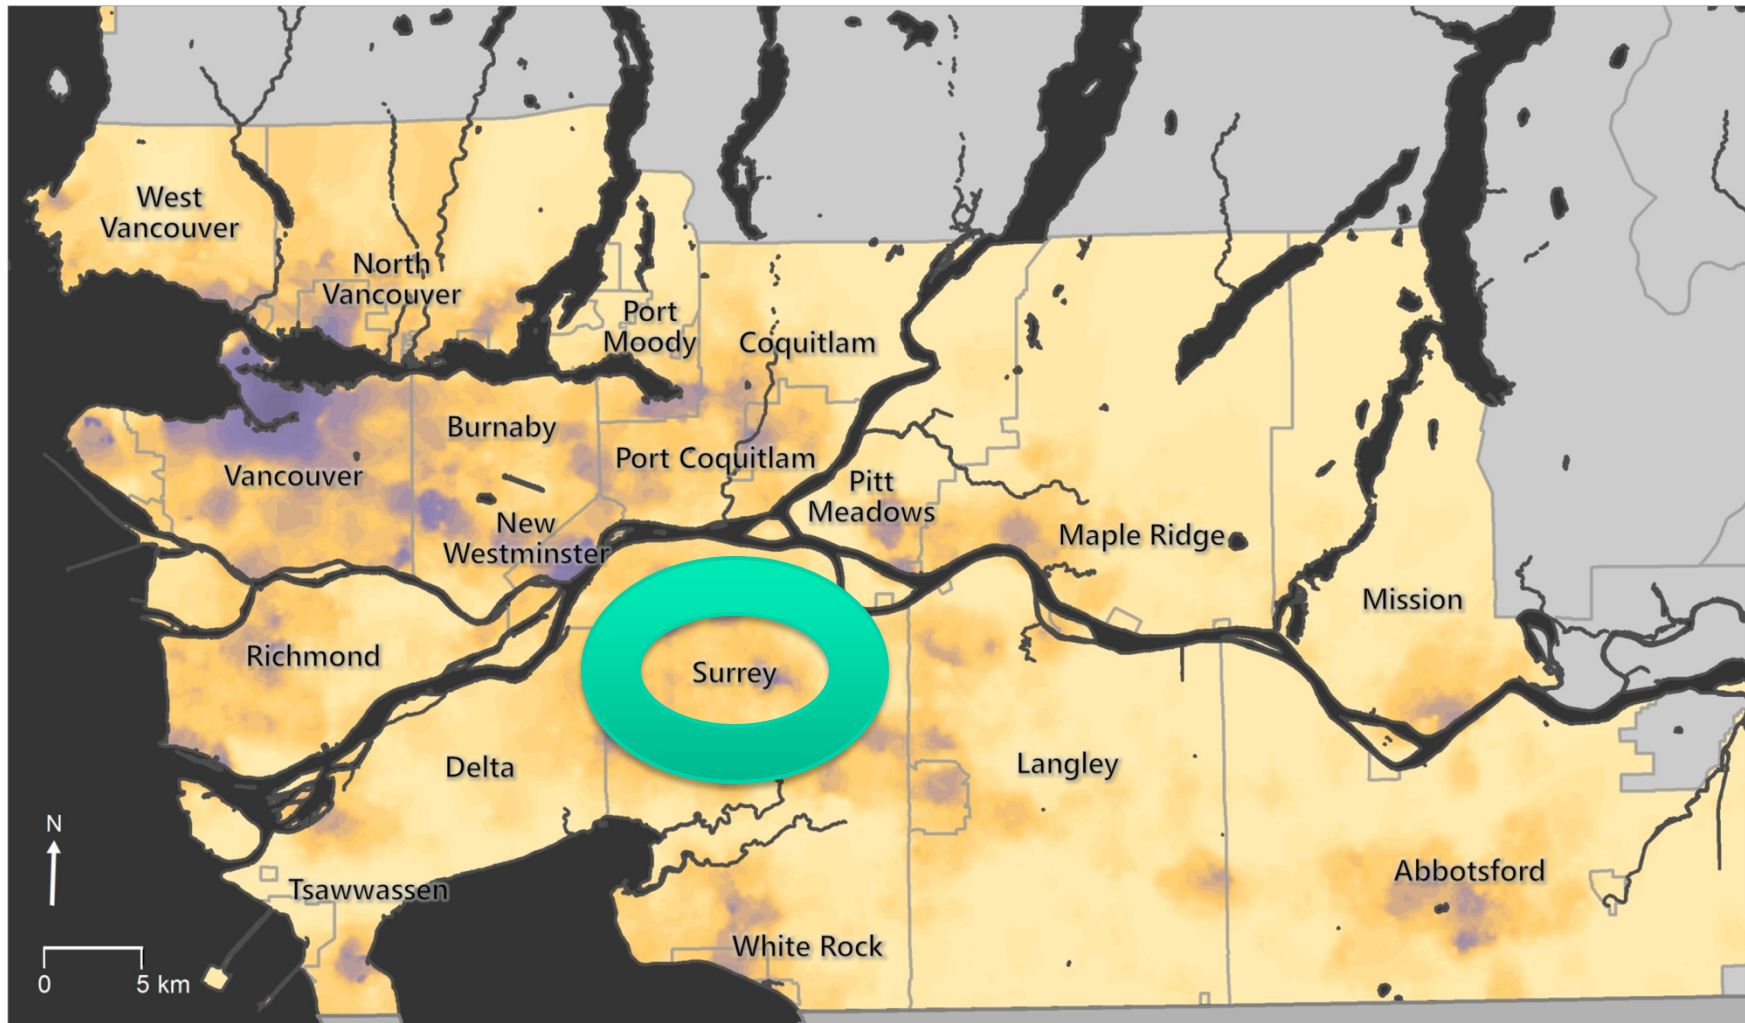 West
Vancouver
North
Vancouver
Port
Moody
Coquitlam
Burnaby
Port Coquitlam
Vancouver
Pitt
Meadows
New
Westminster
Maple Ridge
Mission
Richmond
Surrey
Delta
Langley
N
Tsawwassen
Abbotsford
White Rock
0 5 km